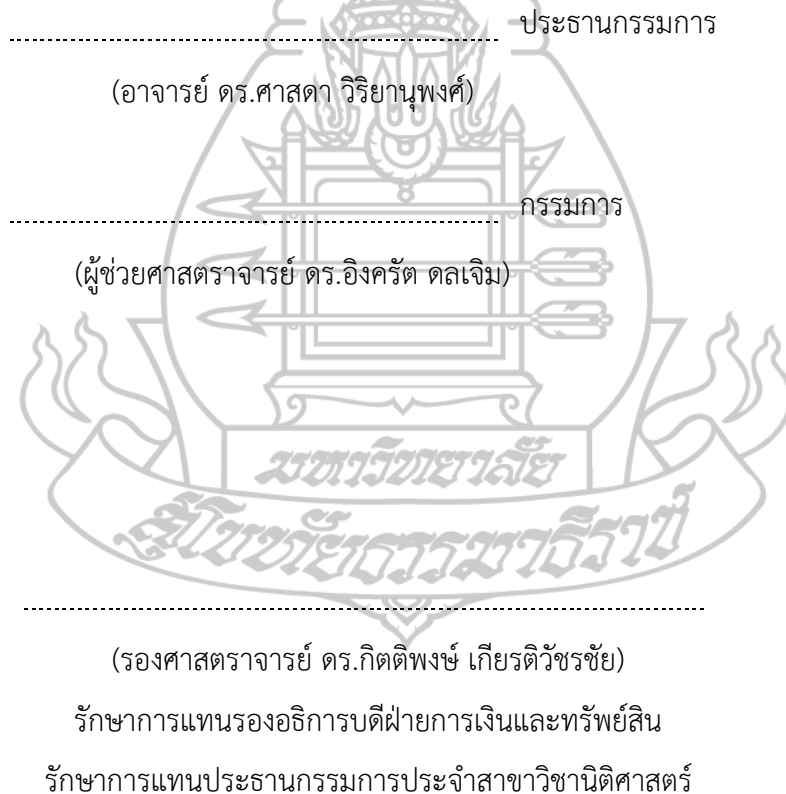 ประธานกรรมการ
(อาจารย์ ดร.ศาสดา วิริยานุพงศ์)
กรรมการ
(ผู้ช่วยศาสตราจารย์ ดร.อิงครัต ดลเจิม)
มหาวิทยาลัย
สุโขทัยธรรมาธิราช
(รองศาสตราจารย์ ดร.กิตติพงษ์ เกียรติวัชรชัย)
รักษาการแทนรองอธิการบดีฝ่ายการเงินและทรัพย์สิน
รักษาการแทนประธานกรรมการประจำสาขาวิชานิติศาสตร์